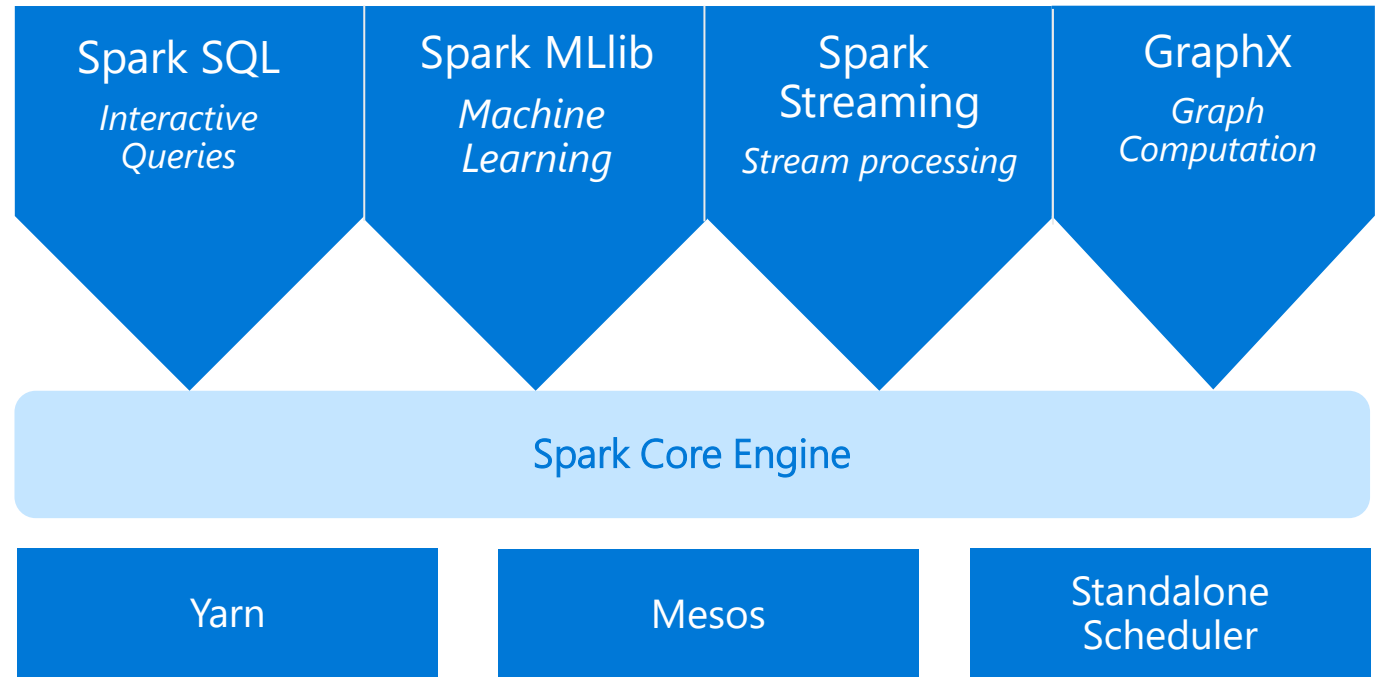 Spark SQL
Interactive
Queries
Spark MLlib
Machine
Learning
Spark
Streaming
Stream processing
GraphX
Graph
Computation
Spark Core Engine
Yarn
Mesos
Standalone
Scheduler